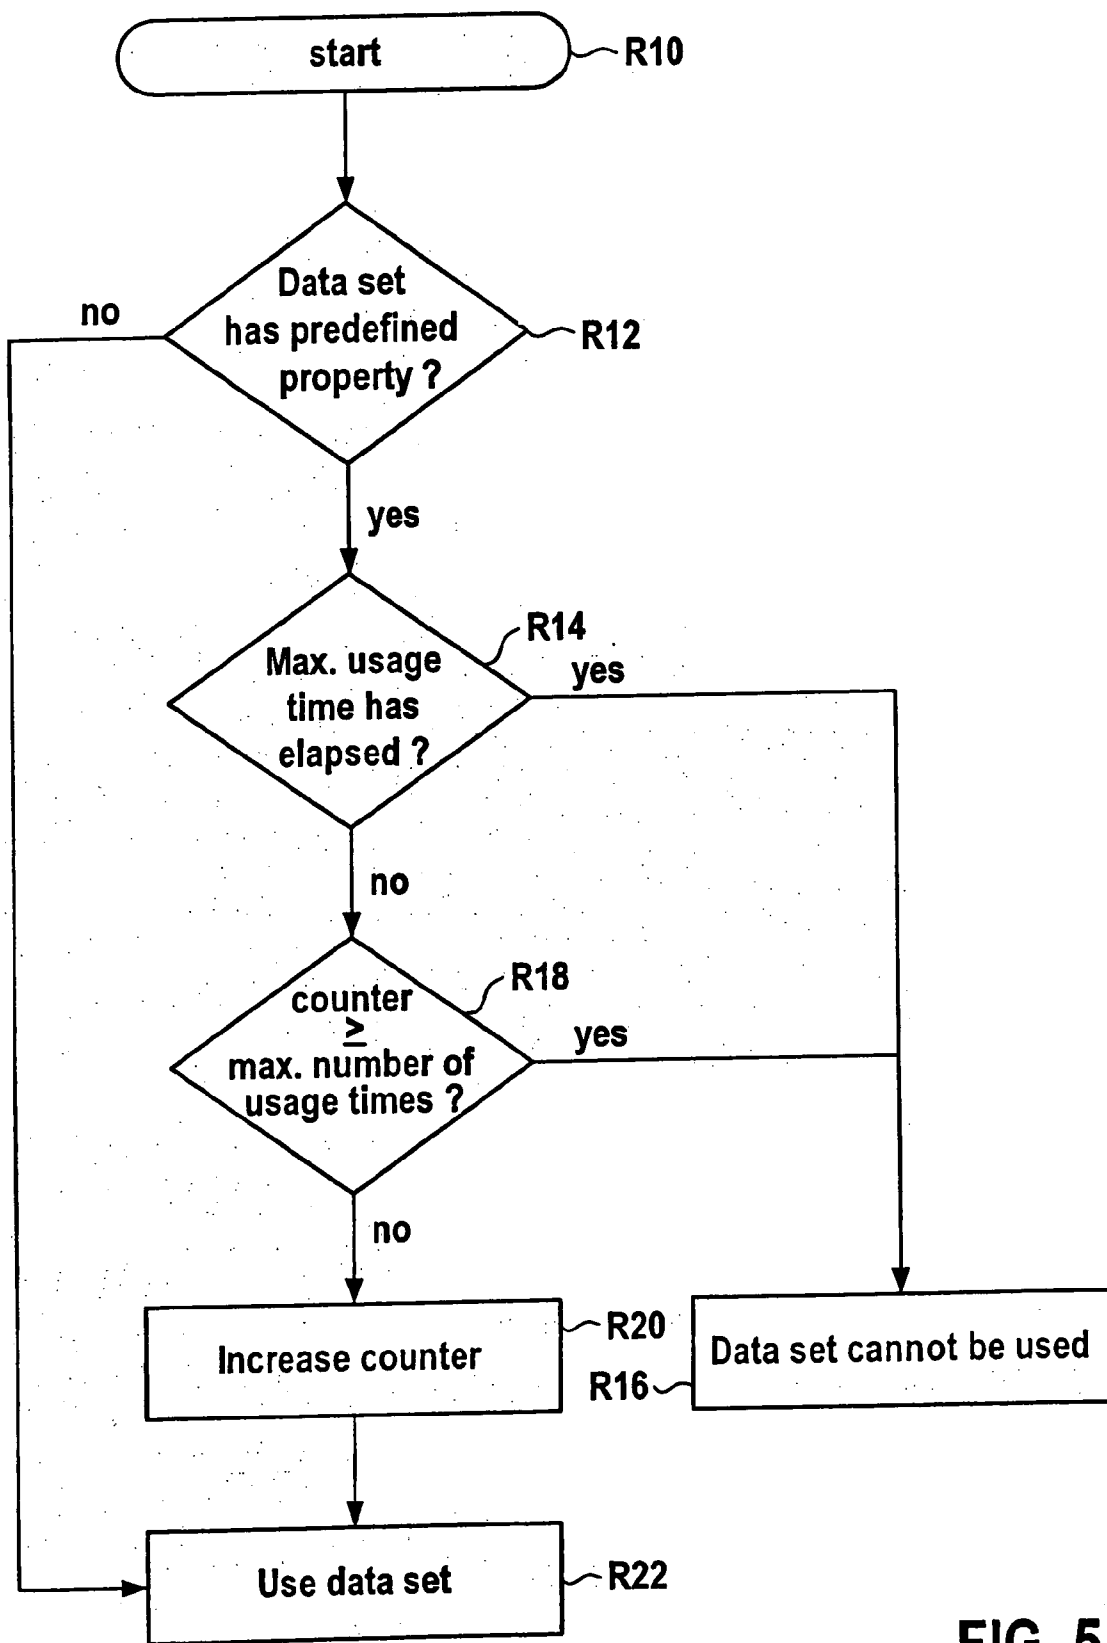 start
R10
Data set
has predefined
property ?
R12
no
yes
Max. usage
time has
elapsed ?
R14
yes
no
counter
≥
max. number of
usage times ?
R18
yes
no
Increase counter
R20
Data set cannot be used
R16
Use data set
R22
FIG. 5